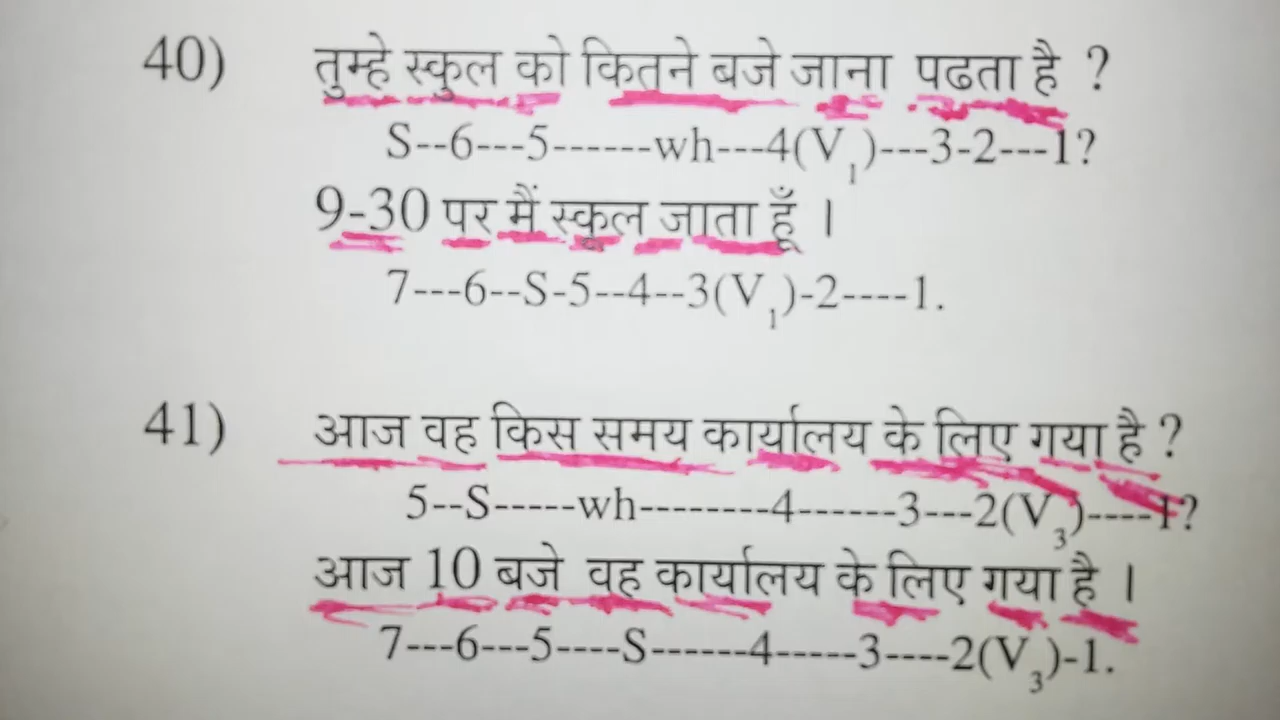 40) तुम्हे स्कुल को कितने बजे जाना पढता है ?
S--6---5------wh---4(V₁)---3-2---1?
9-30 पर मैं स्कूल जाता हूँ ।
7---6--S-5--4--3(V₁)-2----1.
41) आज वह किस समय कार्यालय के लिए गया है ?
5--S-----wh--------4------3---2(V₃)----1?
आज 10 बजे वह कार्यालय के लिए गया है ।
7---6---5----S------4-----3----2(V₃)-1.